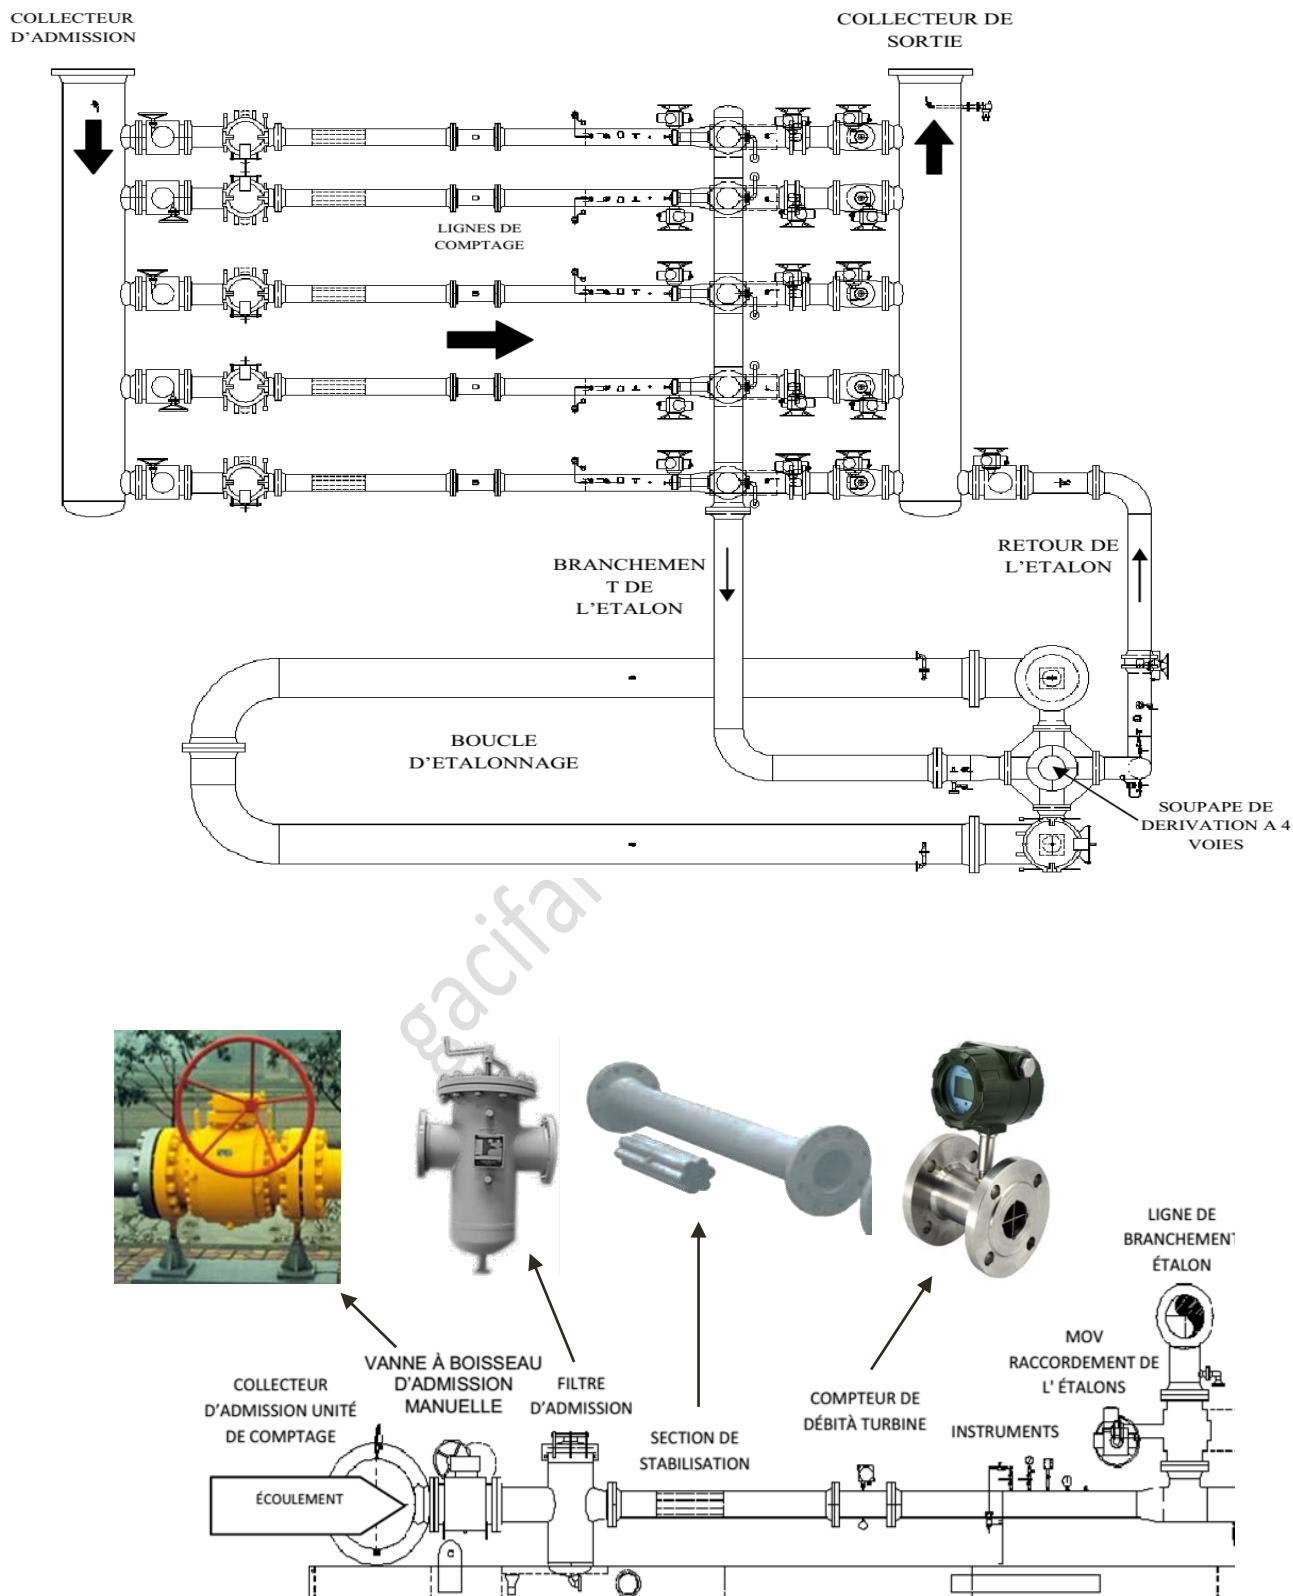 COLLECTEUR
D'ADMISSION
COLLECTEUR DE
SORTIE
LIGNES DE
COMPTAGE
BRANCHEMEN
T DE
L'ETALON
RETOUR DE
L'ETALON
BOUCLE
D'ETALONNAGE
SOUPAPE DE
DERIVATION A 4
VOIES
gacifar
LIGNE DE
BRANCHEMENT
ÉTALON
MOV
RACCORDEMENT DE
L' ÉTALONS
VANNE À BOISSEAU
D'ADMISSION
MANUELLE
FILTRE
D'ADMISSION
COLLECTEUR
D'ADMISSION UNITÉ
DE COMPTAGE
COMPTEUR DE
DÉBITÀ TURBINE
SECTION DE
STABILISATION
INSTRUMENTS
ÉCOULEMENT